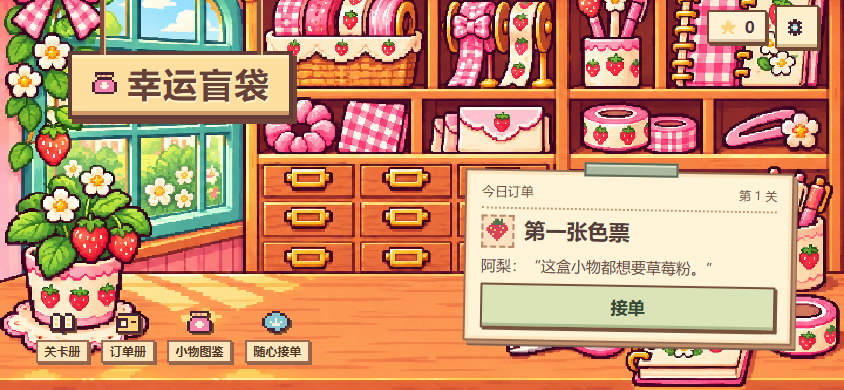 0
幸运盲袋
今日订单
第 1 关
第一张色票
阿梨：“这盒小物都想要草莓粉。”
接单
关卡册
订单册
小物图鉴
随心接单